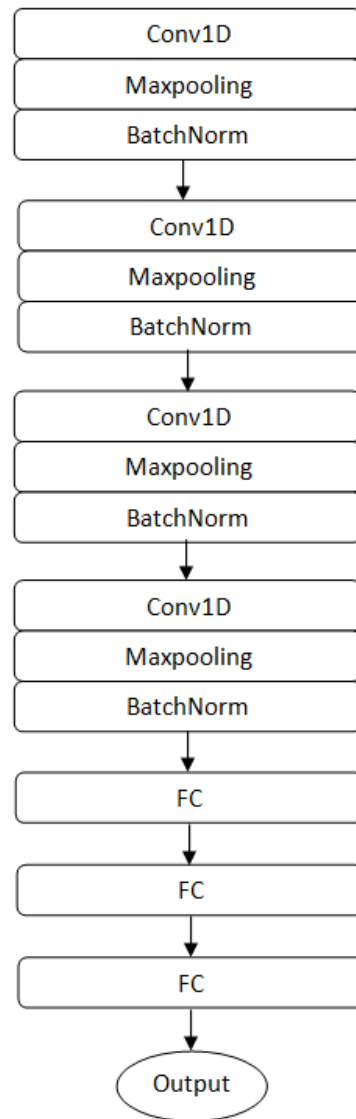 Conv1D
Maxpooling
BatchNorm
Conv1D
Maxpooling
BatchNorm
Conv1D
Maxpooling
BatchNorm
Conv1D
Maxpooling
BatchNorm
FC
FC
FC
Output